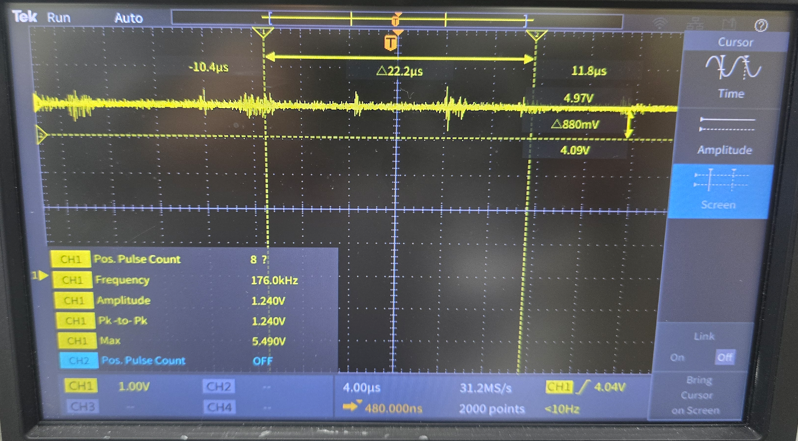 Tek Run Auto
T
T
1 2
Cursor
-10.4µs △22.2µs 11.8µs
Time
4.97V
△880mV
4.09V
Amplitude
Screen
CH1 Pos. Pulse Count 8 ?
CH1 Frequency 176.0kHz
CH1 Amplitude 1.240V
CH1 Pk-to-Pk 1.240V
CH1 Max 5.490V
CH2 Pos. Pulse Count OFF
1
Link
On Off
Bring
Cursor
on Screen
CH1 1.00V CH2 -- 4.00µs 31.2MS/s CH1 4.04V
CH3 -- CH4 -- 480.000ns 2000 points <10Hz